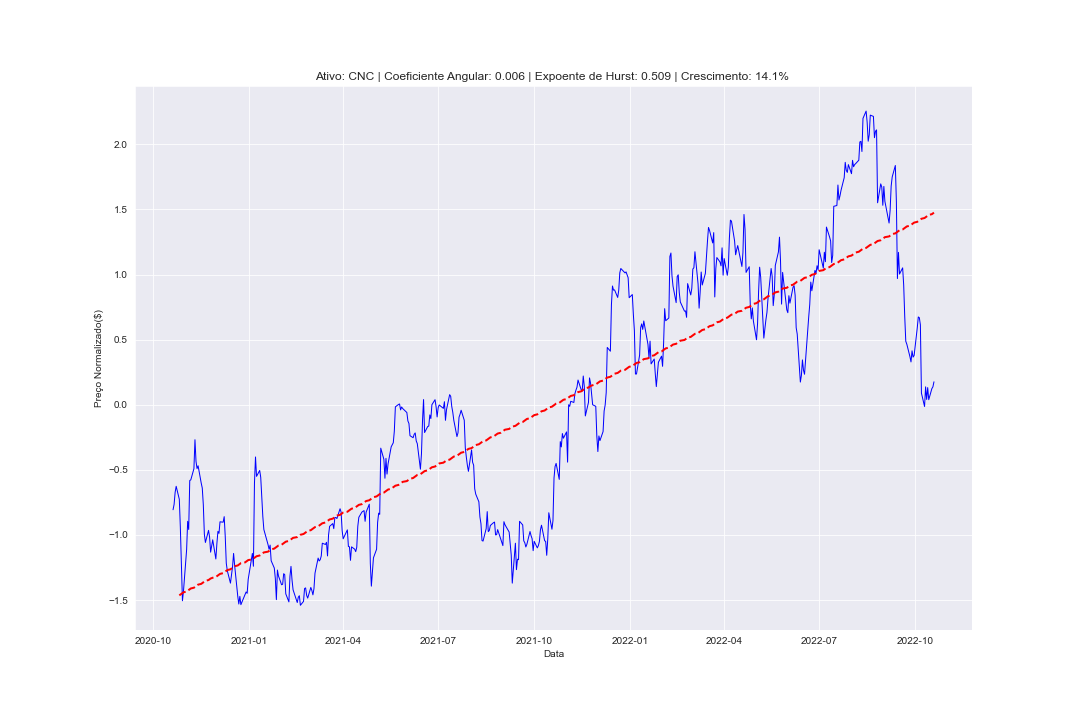 Ativo: CNC | Coeficiente Angular: 0.006 | Expoente de Hurst: 0.509 | Crescimento: 14.1%
2.0
1.5
1.0
0.5
0.0
−0.5
−1.0
−1.5
Preço Normalizado($)
2020-10 2021-01 2021-04 2021-07 2021-10 2022-01 2022-04 2022-07 2022-10
Data